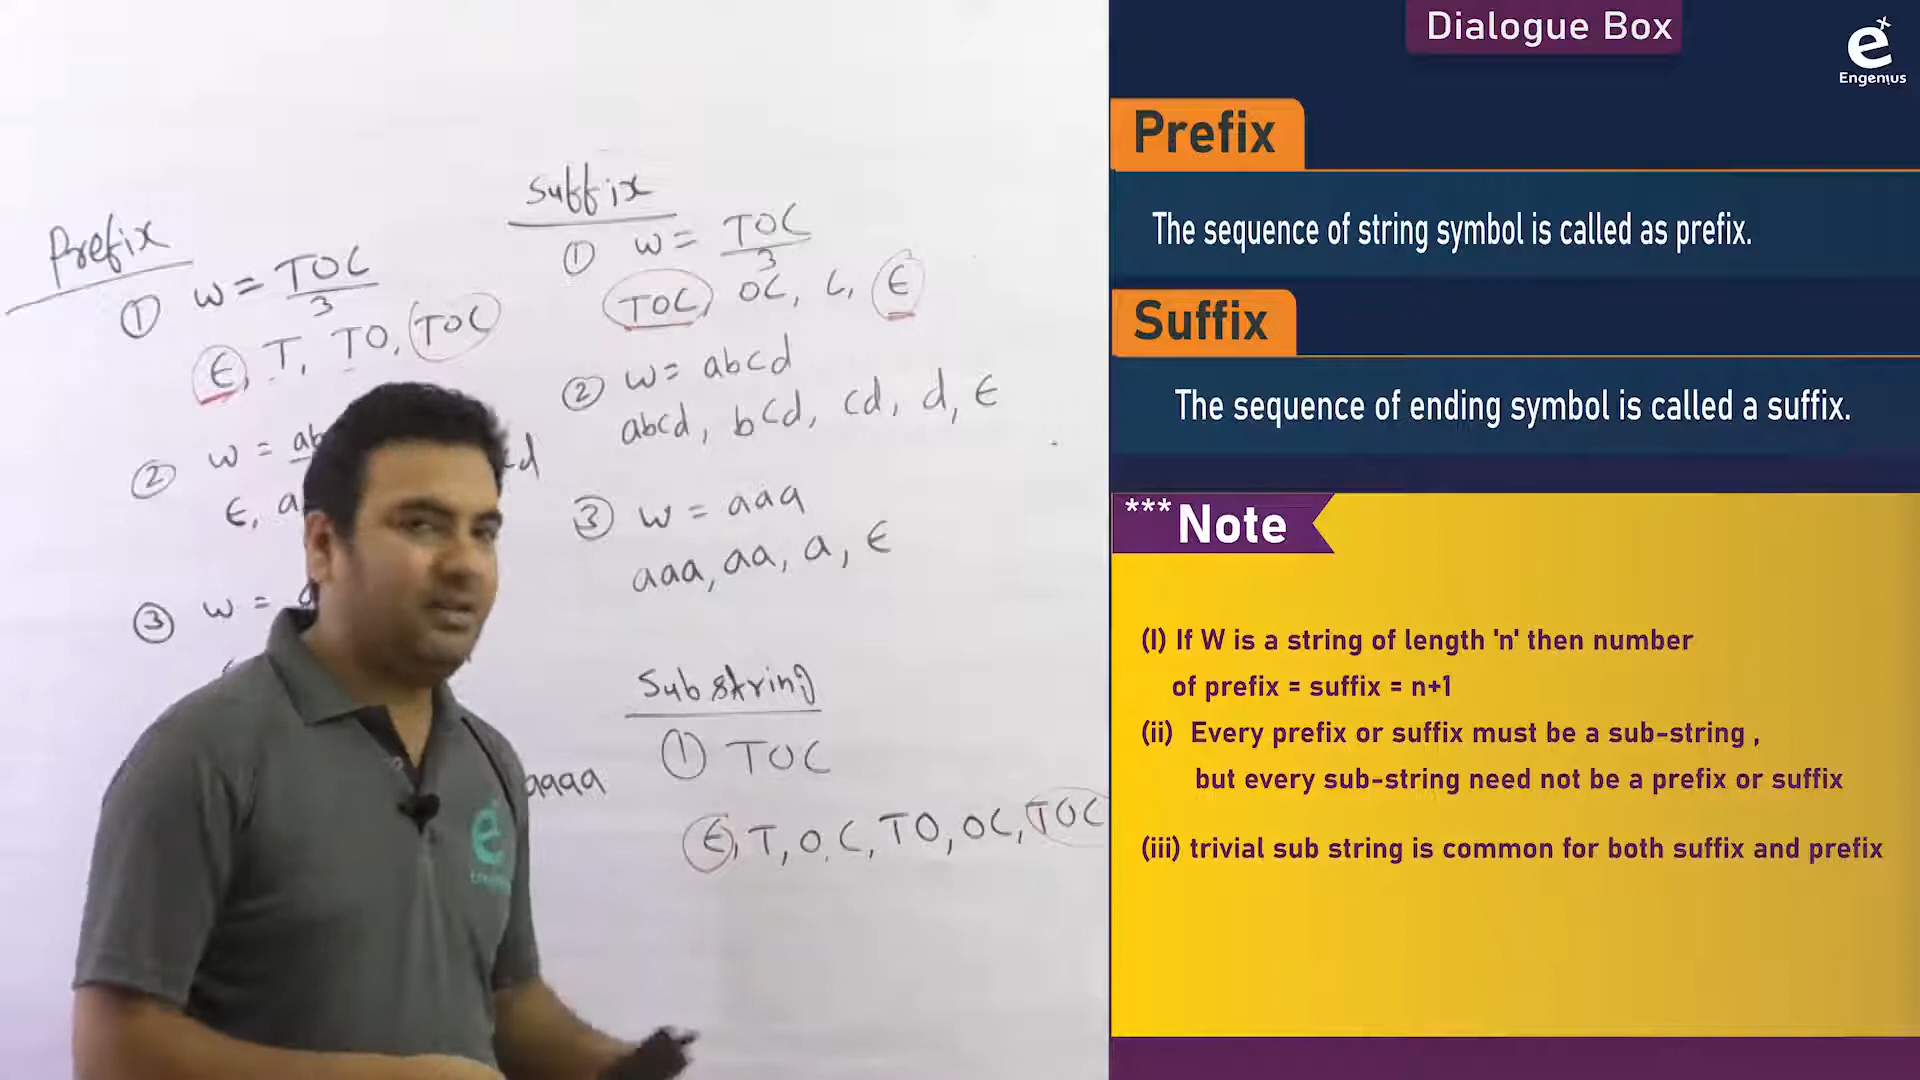 Prefix
① w = TOC
3
ϵ, T, TO, TOC
② w = ab
ϵ, a
③ w =
aaaa
Suffix
① w = TOC
3
TOC, OC, C, ϵ
② w = abcd
abcd, bcd, cd, d, ϵ
③ w = aaa
aaa, aa, a, ϵ
Substring
① TOC
ϵ, T, O, C, TO, OC, TOC
Dialogue Box
Engenius
Prefix
The sequence of string symbol is called as prefix.
Suffix
The sequence of ending symbol is called a suffix.
***Note
(I) If W is a string of length 'n' then number
of prefix = suffix = n+1
(ii) Every prefix or suffix must be a sub-string ,
but every sub-string need not be a prefix or suffix
(iii) trivial sub string is common for both suffix and prefix